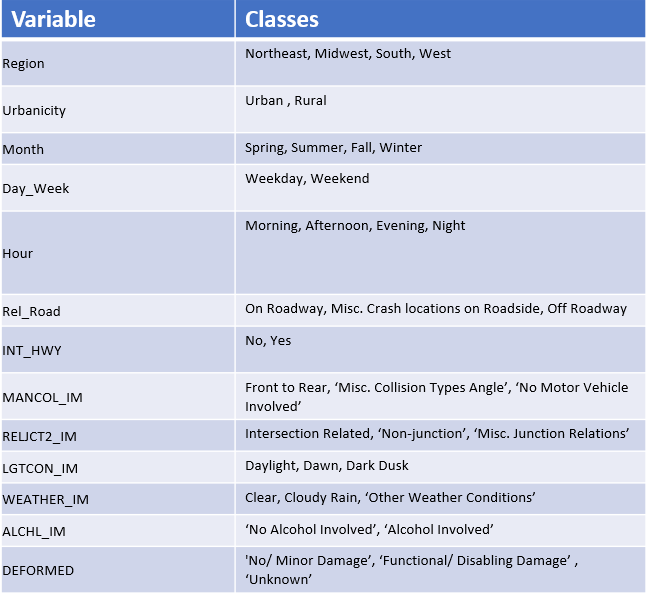 Variable Classes
Region Northeast, Midwest, South, West
Urbanicity Urban , Rural
Month Spring, Summer, Fall, Winter
Day_Week Weekday, Weekend
Hour Morning, Afternoon, Evening, Night
Rel_Road On Roadway, Misc. Crash locations on Roadside, Off Roadway
INT_HWY No, Yes
MANCOL_IM Front to Rear, ‘Misc. Collision Types Angle’, ‘No Motor Vehicle
Involved’
RELJCT2_IM Intersection Related, ‘Non-junction’, ‘Misc. Junction Relations’
LGTCON_IM Daylight, Dawn, Dark Dusk
WEATHER_IM Clear, Cloudy Rain, ‘Other Weather Conditions’
ALCHL_IM ‘No Alcohol Involved’, ‘Alcohol Involved’
DEFORMED 'No/ Minor Damage’, ‘Functional/ Disabling Damage’ ,
‘Unknown’